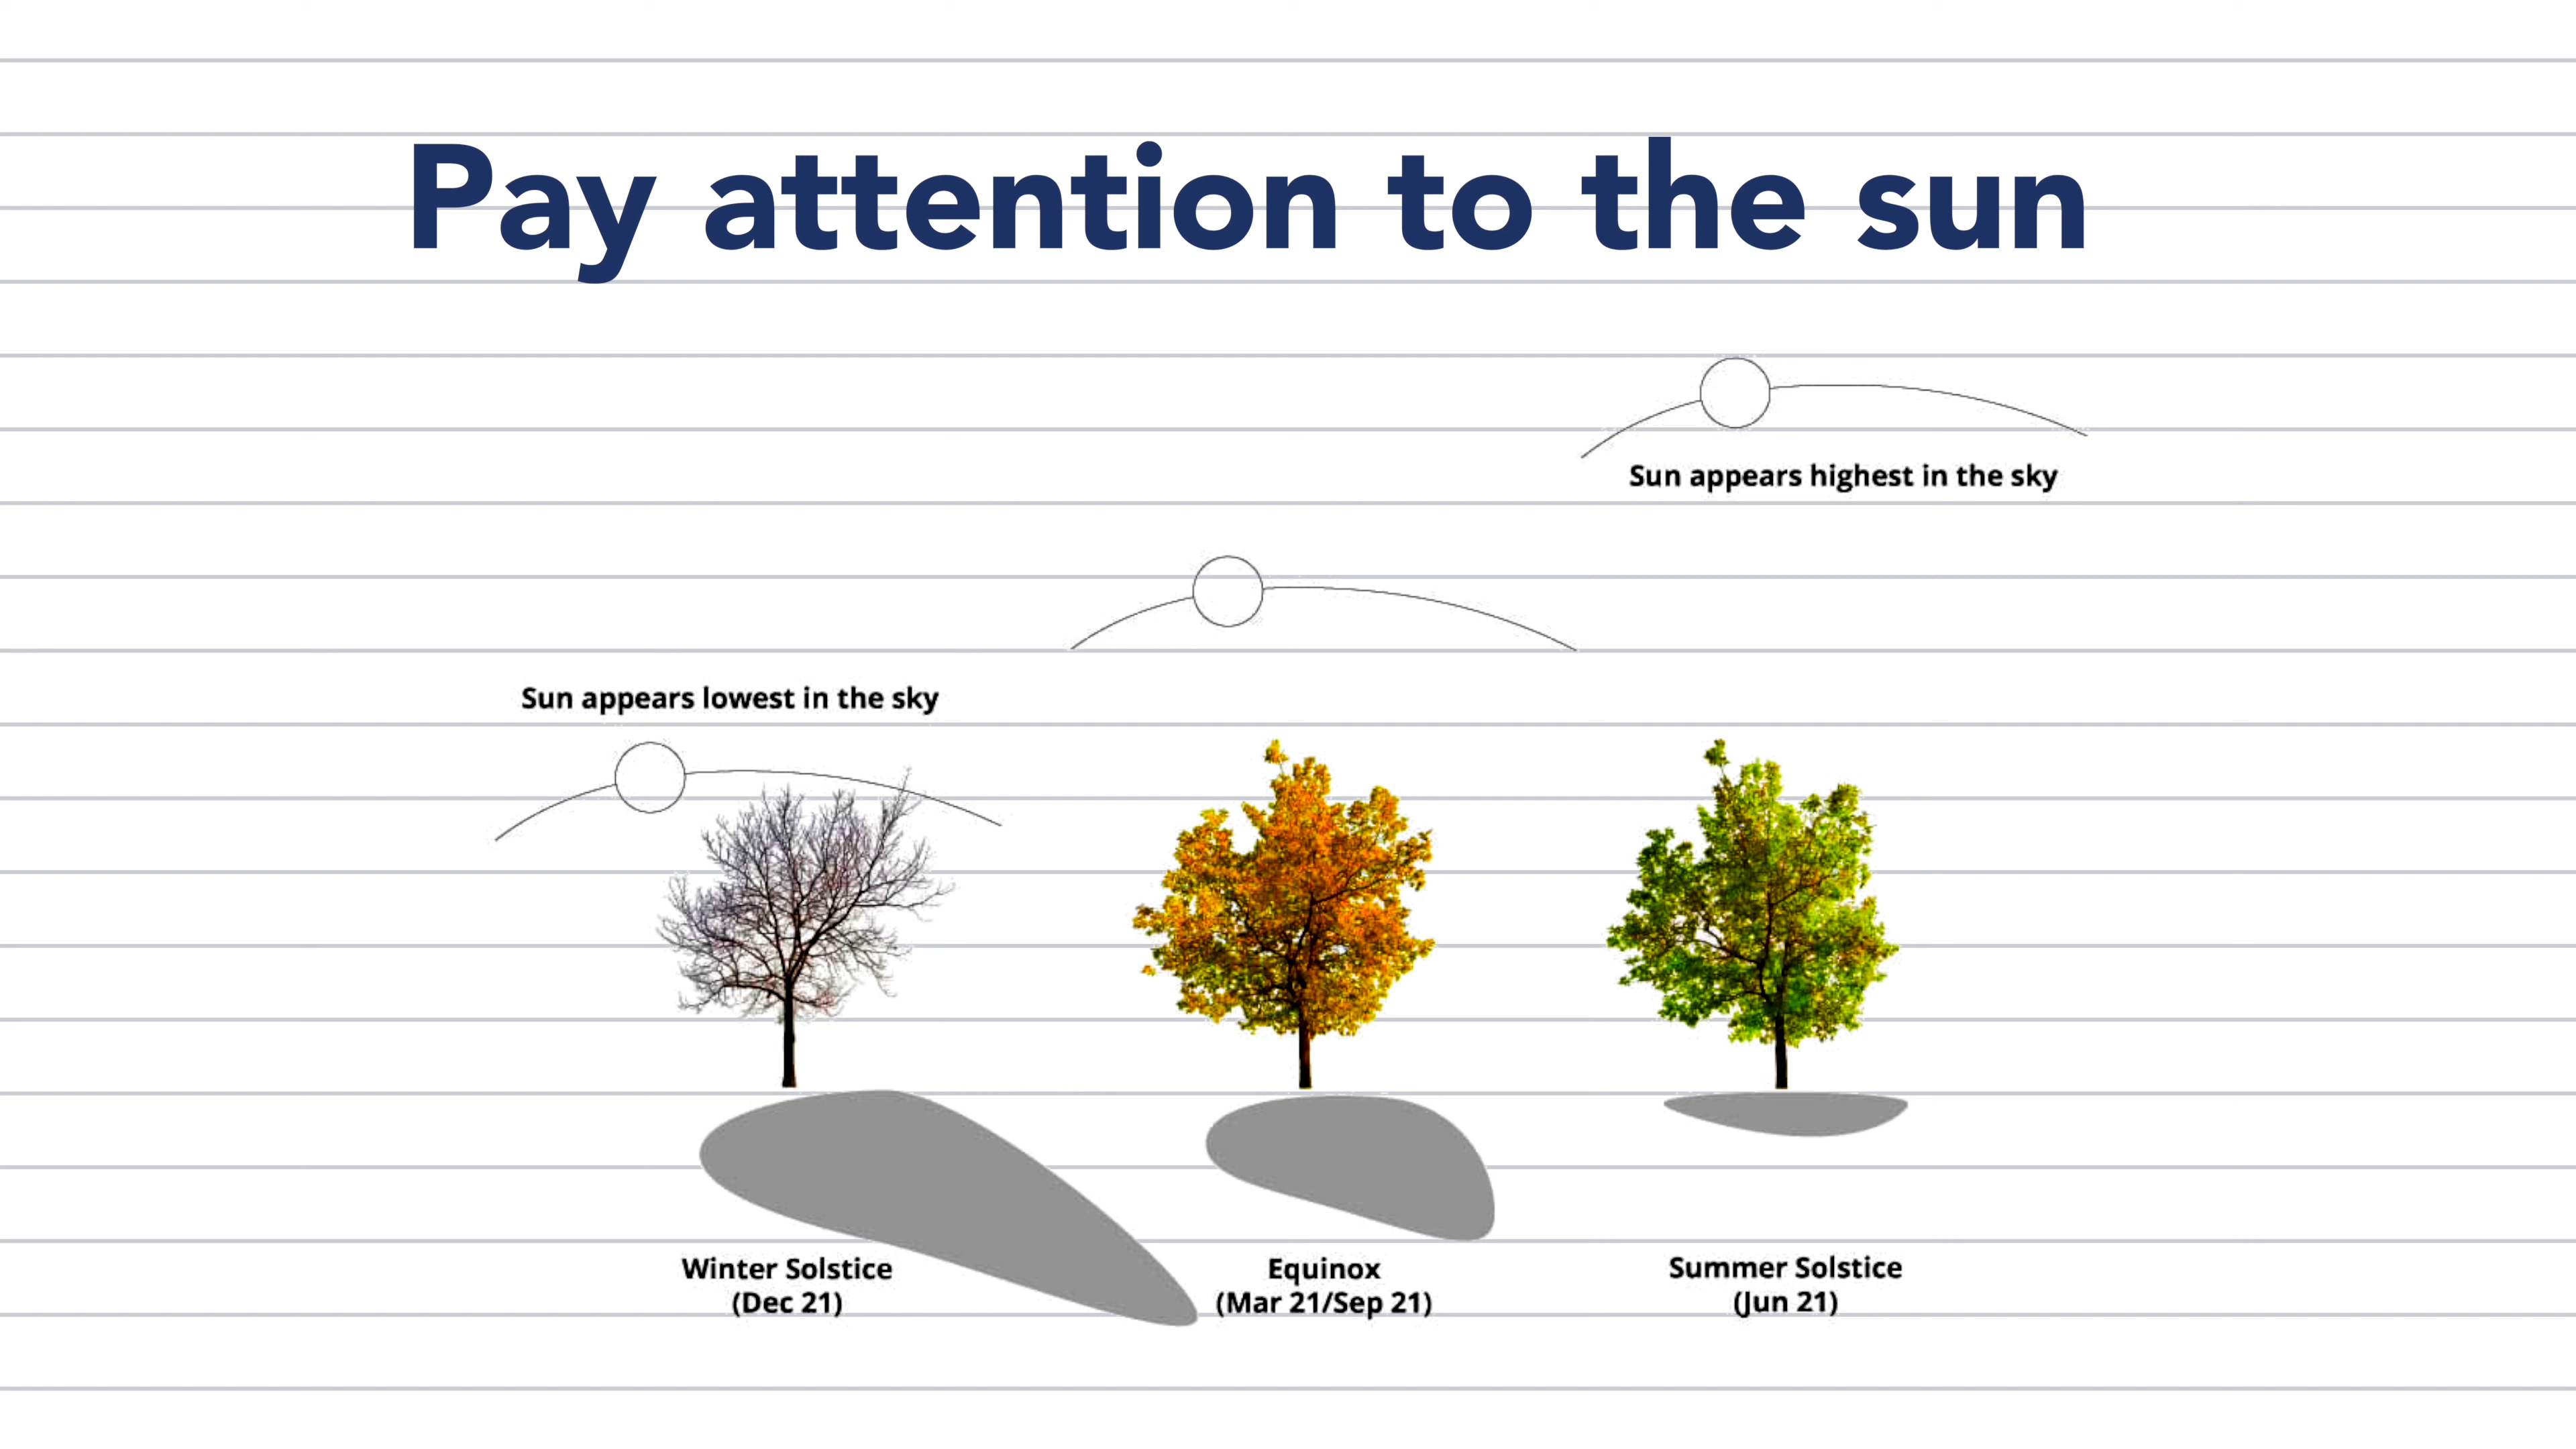 Pay attention to the sun
Sun appears highest in the sky
Sun appears lowest in the sky
Winter Solstice
(Dec 21)
Equinox
(Mar 21/Sep 21)
Summer Solstice
(Jun 21)